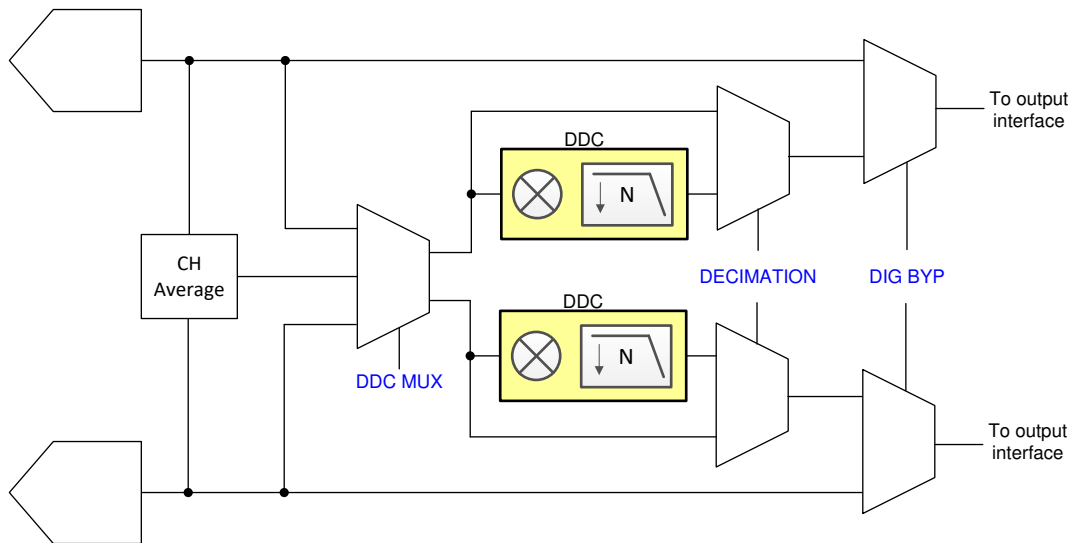 To output
interface
DDC
N
CH
Average
DECIMATION
DIG BYP
DDC
N
DDC MUX
To output
interface